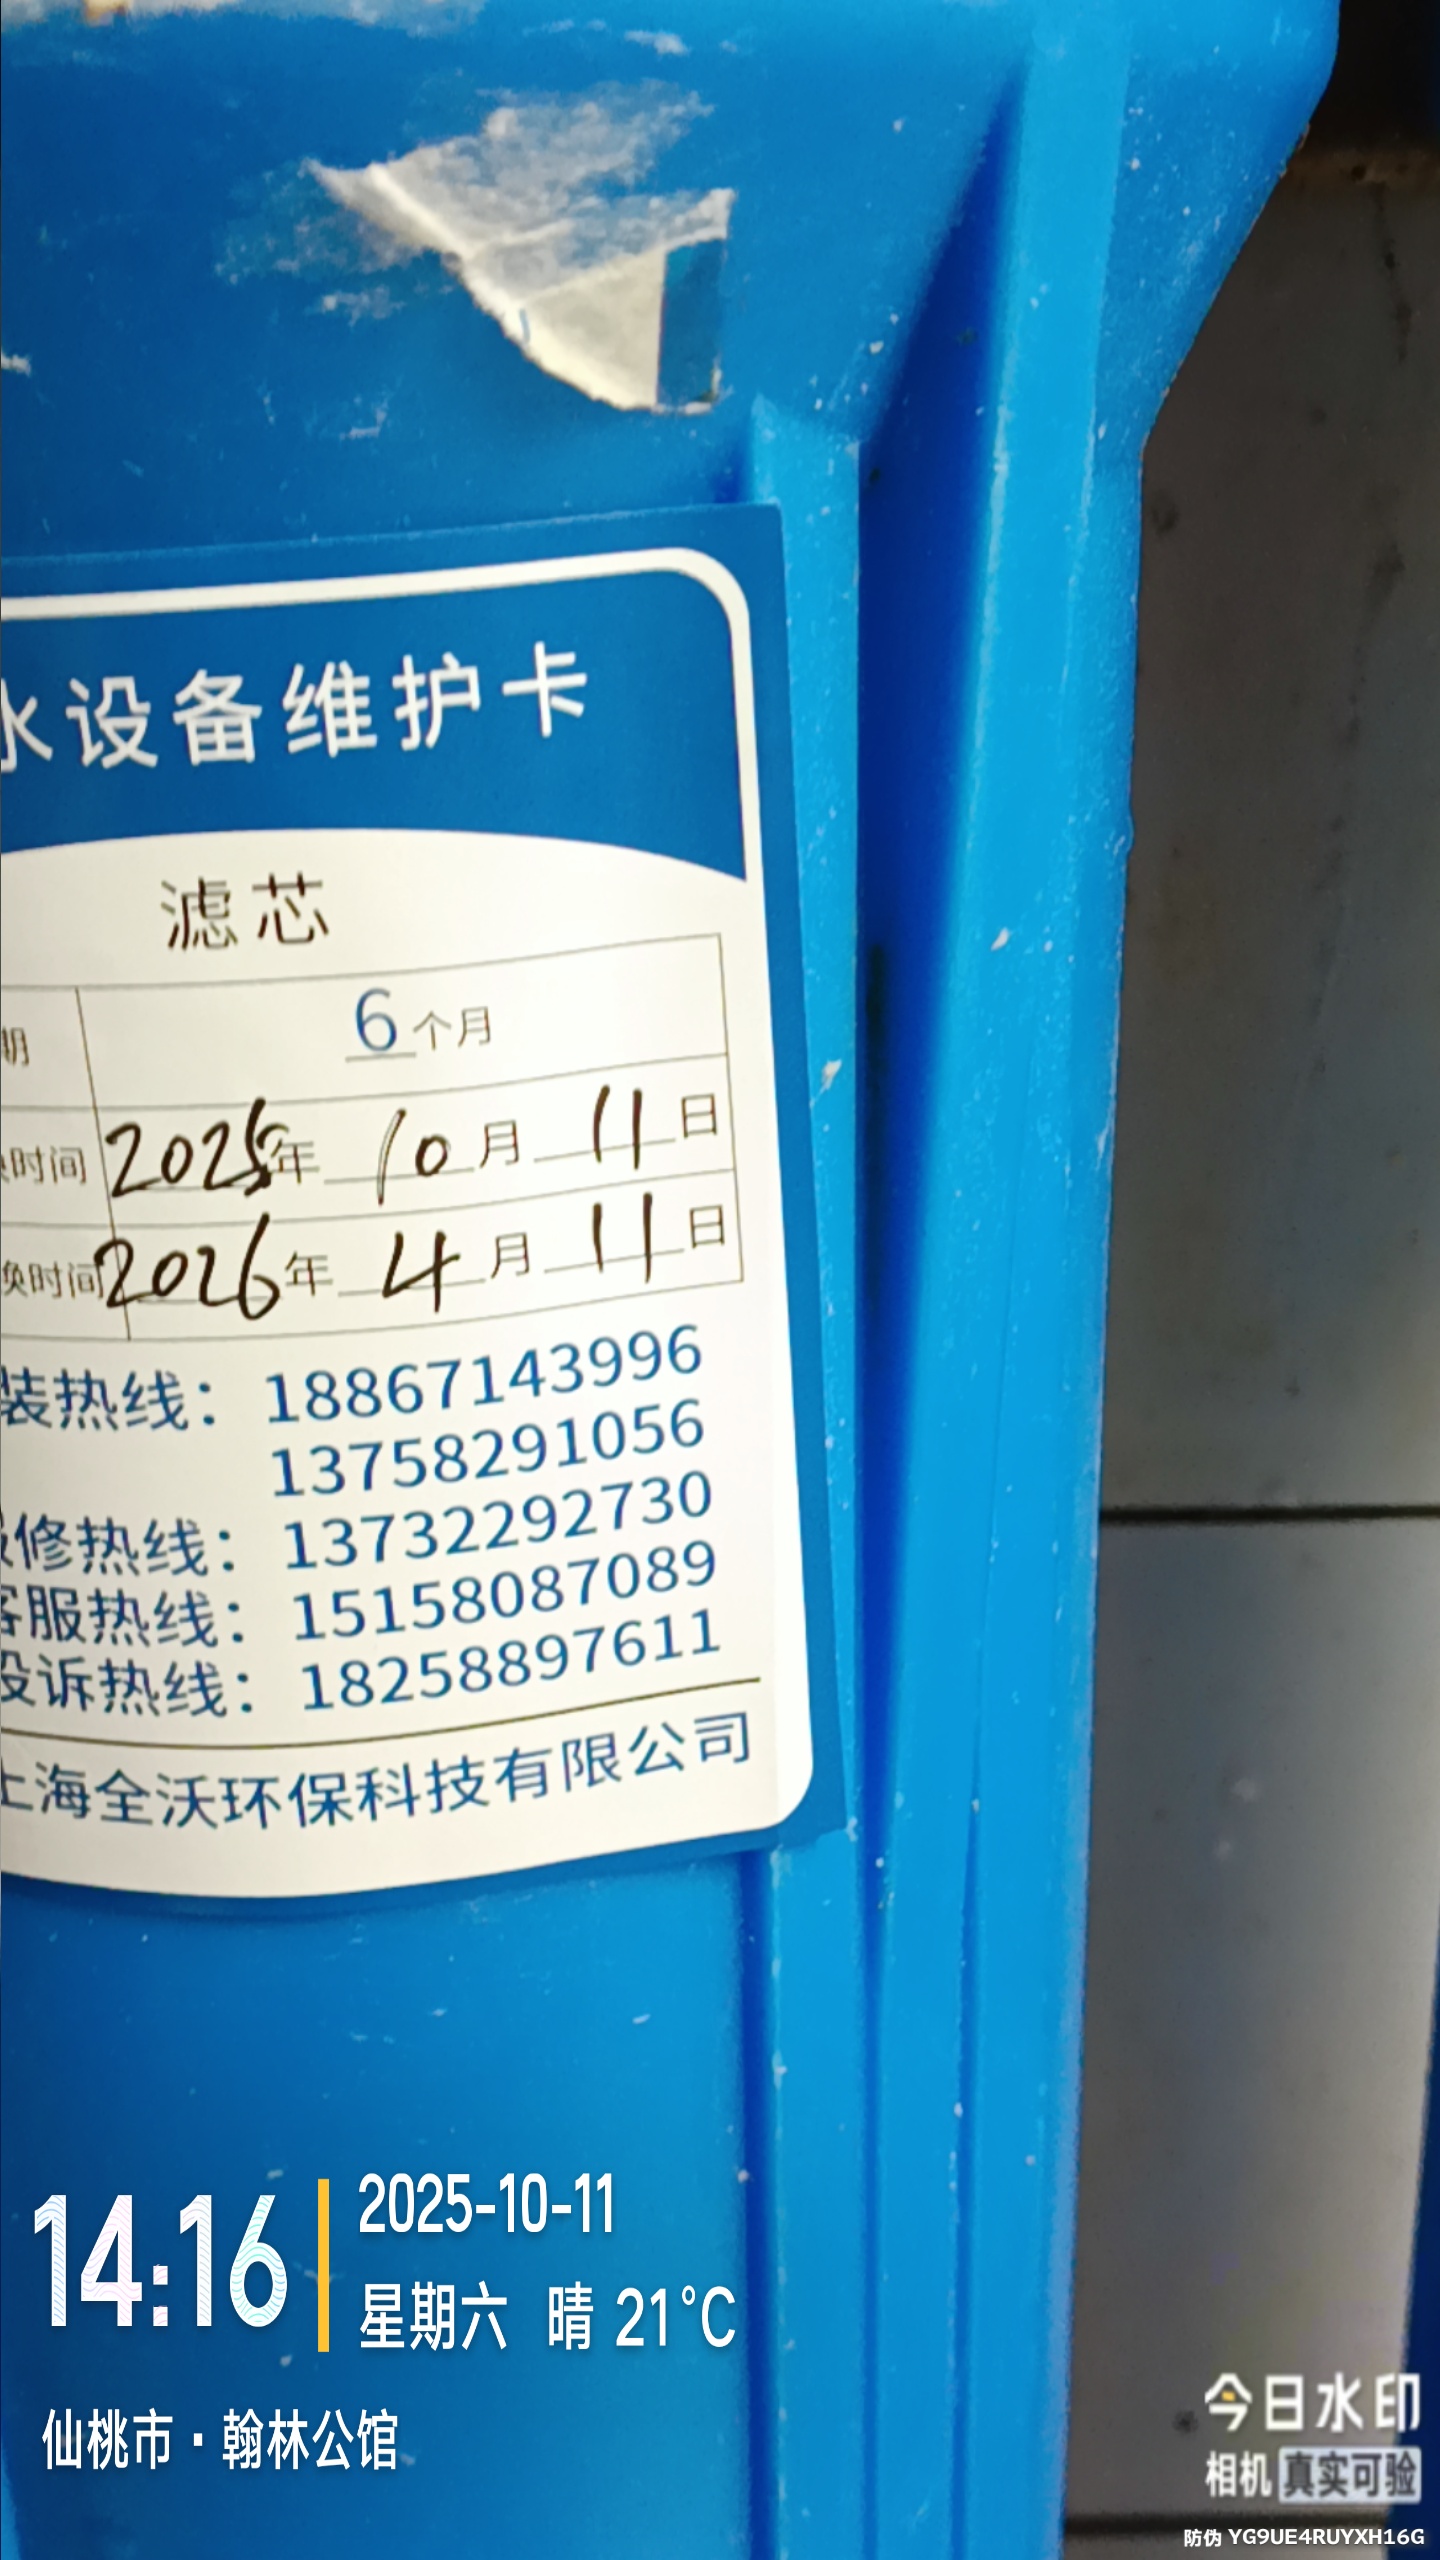 水设备维护卡
滤芯
期 6个月
换时间 2025年 10月 11日
换时间 2026年 4月 11日
装热线：18867143996
13758291056
修热线：13732292730
客服热线：15158087089
投诉热线：18258897611
上海全沃环保科技有限公司
14:16
2025-10-11
星期六 晴 21°C
仙桃市·翰林公馆
今日水印
相机 真实可验
防伪 YG9UE4RUYXH16G